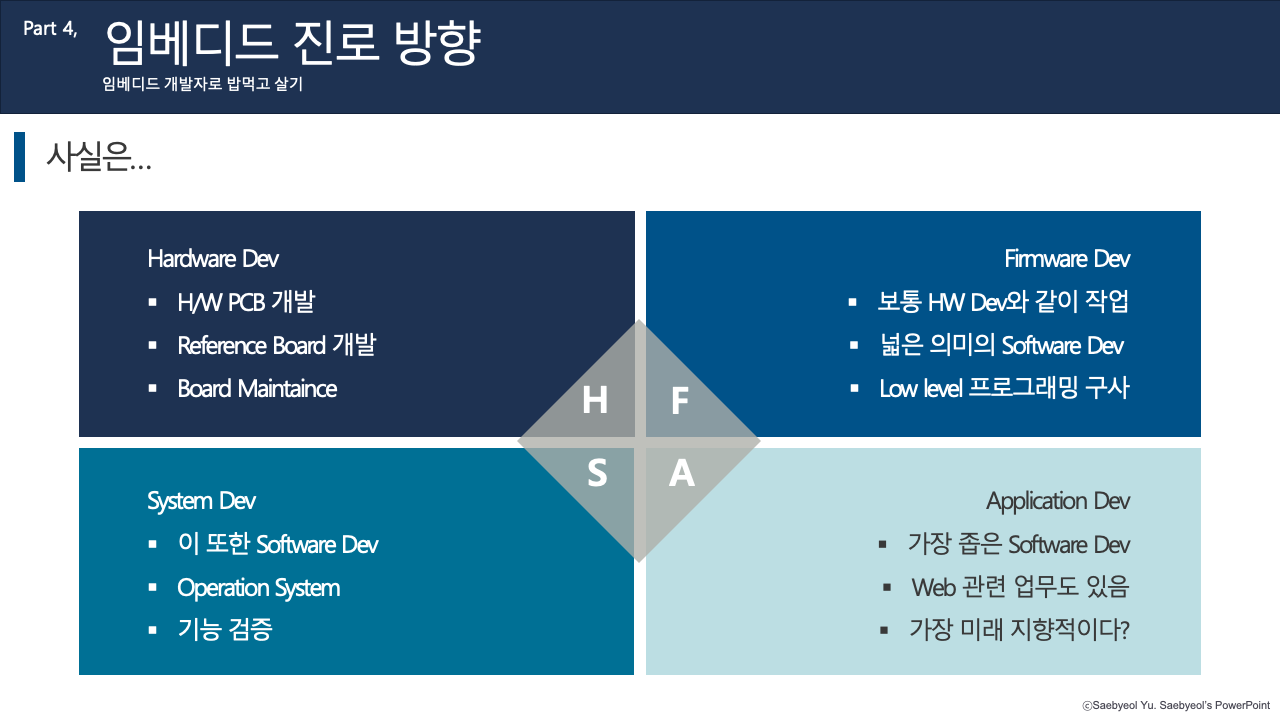 Part 4,
임베디드 진로 방향
임베디드 개발자로 밥먹고 살기
사실은...
Hardware Dev
▪ H/W PCB 개발
▪ Reference Board 개발
▪ Board Maintaince
Firmware Dev
▪ 보통 HW Dev와 같이 작업
▪ 넓은 의미의 Software Dev
▪ Low level 프로그래밍 구사
H
F
S
A
System Dev
▪ 이 또한 Software Dev
▪ Operation System
▪ 기능 검증
Application Dev
▪ 가장 좁은 Software Dev
▪ Web 관련 업무도 있음
▪ 가장 미래 지향적이다?
ⓒSaebyeol Yu. Saebyeol's PowerPoint